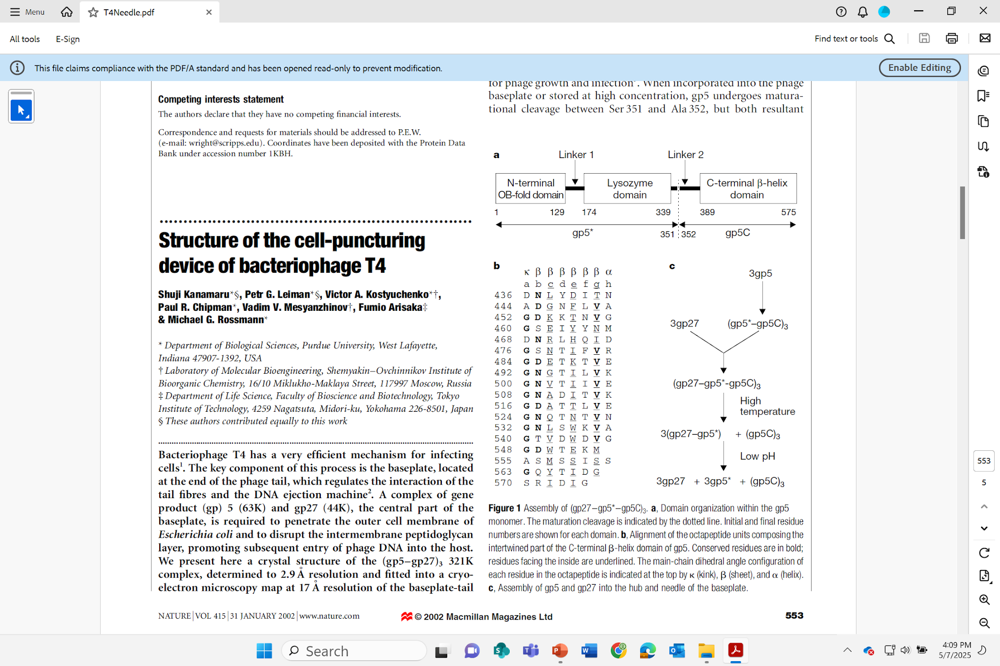 Menu
T4Needle.pdf
All tools
E-Sign
Find text or tools
This file claims compliance with the PDF/A standard and has been opened read-only to prevent modification.
Enable Editing
Competing interests statement
The authors declare that they have no competing financial interests.
Correspondence and requests for materials should be addressed to P.E.W.
(e-mail: wright@scripps.edu). Coordinates have been deposited with the Protein Data
Bank under accession number 1KBH.
Structure of the cell-puncturing
device of bacteriophage T4
Shuji Kanamaru*§, Petr G. Leiman*§, Victor A. Kostyuchenko*†,
Paul R. Chipman*, Vadim V. Mesyanzhinov†, Fumio Arisaka‡
& Michael G. Rossmann*
* Department of Biological Sciences, Purdue University, West Lafayette,
Indiana 47907-1392, USA
† Laboratory of Molecular Bioengineering, Shemyakin–Ovchinnikov Institute of
Bioorganic Chemistry, 16/10 Miklukho-Maklaya Street, 117997 Moscow, Russia
‡ Department of Life Science, Faculty of Bioscience and Biotechnology, Tokyo
Institute of Technology, 4259 Nagatsuta, Midori-ku, Yokohama 226-8501, Japan
§ These authors contributed equally to this work
Bacteriophage T4 has a very efficient mechanism for infecting
cells¹. The key component of this process is the baseplate, located
at the end of the phage tail, which regulates the interaction of the
tail fibres and the DNA ejection machine². A complex of gene
product (gp) 5 (63K) and gp27 (44K), the central part of the
baseplate, is required to penetrate the outer cell membrane of
Escherichia coli and to disrupt the intermembrane peptidoglycan
layer, promoting subsequent entry of phage DNA into the host.
We present here a crystal structure of the (gp5–gp27)₃ 321K
complex, determined to 2.9 Å resolution and fitted into a cryo-
electron microscopy map at 17 Å resolution of the baseplate-tail
for phage growth and infection . When incorporated into the phage
baseplate or stored at high concentration, gp5 undergoes matura-
tional cleavage between Ser 351 and Ala 352, but both resultant
a
Linker 1
Linker 2
N-terminal
OB-fold domain
Lysozyme
domain
C-terminal β-helix
domain
1 129 174 339 389 575
gp5* 351 352 gp5C
b
κ β β β β β β α
a b c d e f g h
436 D N L Y D I T N
444 A D G N F L V A
452 G D K K T N V G
460 G S E I Y Y N M
468 D N R L H Q I D
476 G S N T I F V R
484 G D E T K T V E
492 G N G T I L V K
500 G N V T I I V E
508 G N A D I T V K
516 G D A T T L V E
524 G N Q T N T V N
532 G N L S W K V A
540 G T V D W D V G
548 G D W T E K M
555 A S M S S I S S
563 G Q Y T I D G
570 S R I D I G
c
3gp5
3gp27 (gp5*–gp5C)₃
(gp27–gp5*-gp5C)₃
High
temperature
3(gp27–gp5*) + (gp5C)₃
Low pH
3gp27 + 3gp5* + (gp5C)₃
Figure 1 Assembly of (gp27–gp5*–gp5C)₃. a, Domain organization within the gp5
monomer. The maturation cleavage is indicated by the dotted line. Initial and final residue
numbers are shown for each domain. b, Alignment of the octapeptide units composing the
intertwined part of the C-terminal β-helix domain of gp5. Conserved residues are in bold;
residues facing the inside are underlined. The main-chain dihedral angle configuration of
each residue in the octapeptide is indicated at the top by κ (kink), β (sheet), and α (helix).
c, Assembly of gp5 and gp27 into the hub and needle of the baseplate.
NATURE | VOL 415 | 31 JANUARY 2002 | www.nature.com
© 2002 Macmillan Magazines Ltd
553
553
5
Search
4:09 PM
5/7/2025